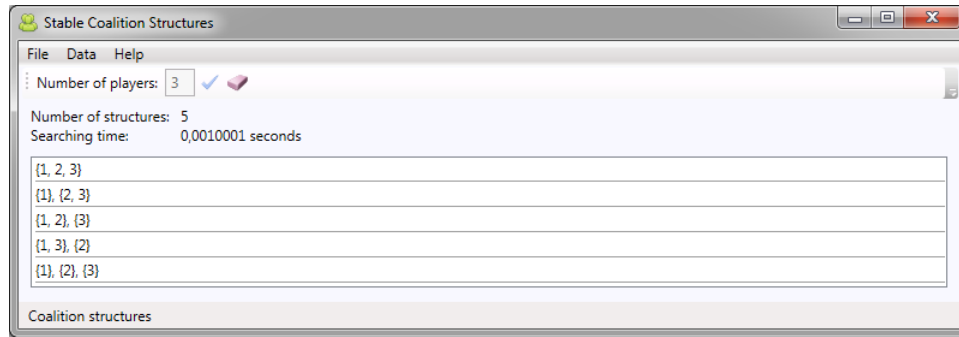 Stable Coalition Structures
File Data Help
Number of players: 3
Number of structures: 5
Searching time: 0,0010001 seconds
{1, 2, 3}
{1}, {2, 3}
{1, 2}, {3}
{1, 3}, {2}
{1}, {2}, {3}
Coalition structures